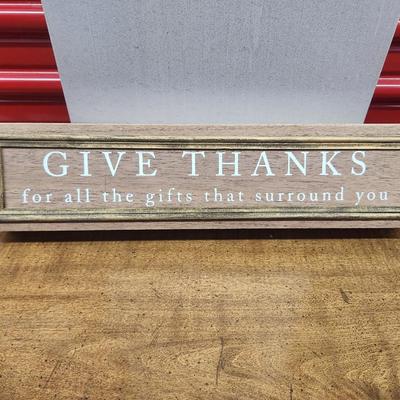 GIVE THANKS
for all the gifts that surround you